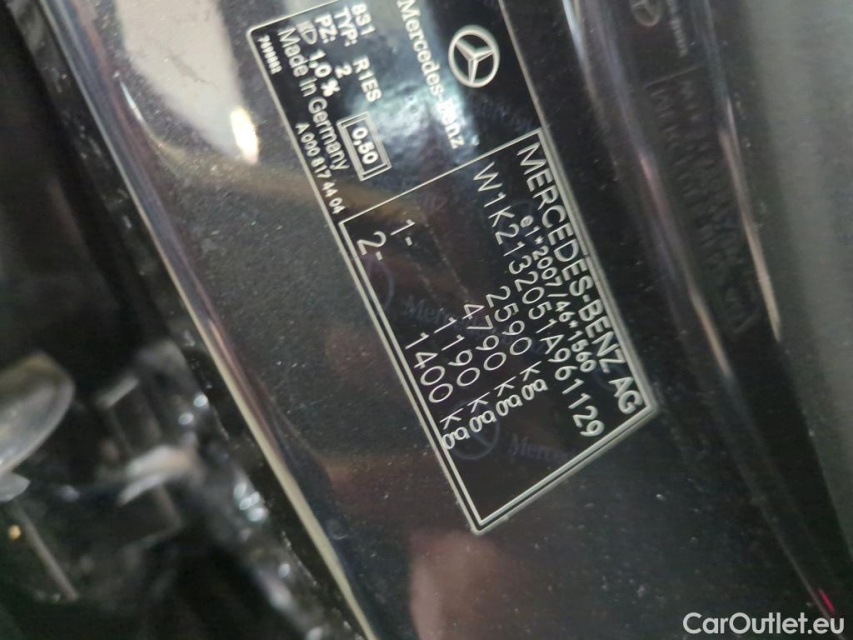 Mercedes-Benz
831
TYP: R1ES
PZ: 2
1,0 %
0,50
Made in Germany
A 000 817 44 04
MERCEDES-BENZ AG
e1*2007/46*1560
W1K2132051A961129
2590 Kg
4790 Kg
1- 1190 Kg
2- 1400 Kg
CarOutlet.eu